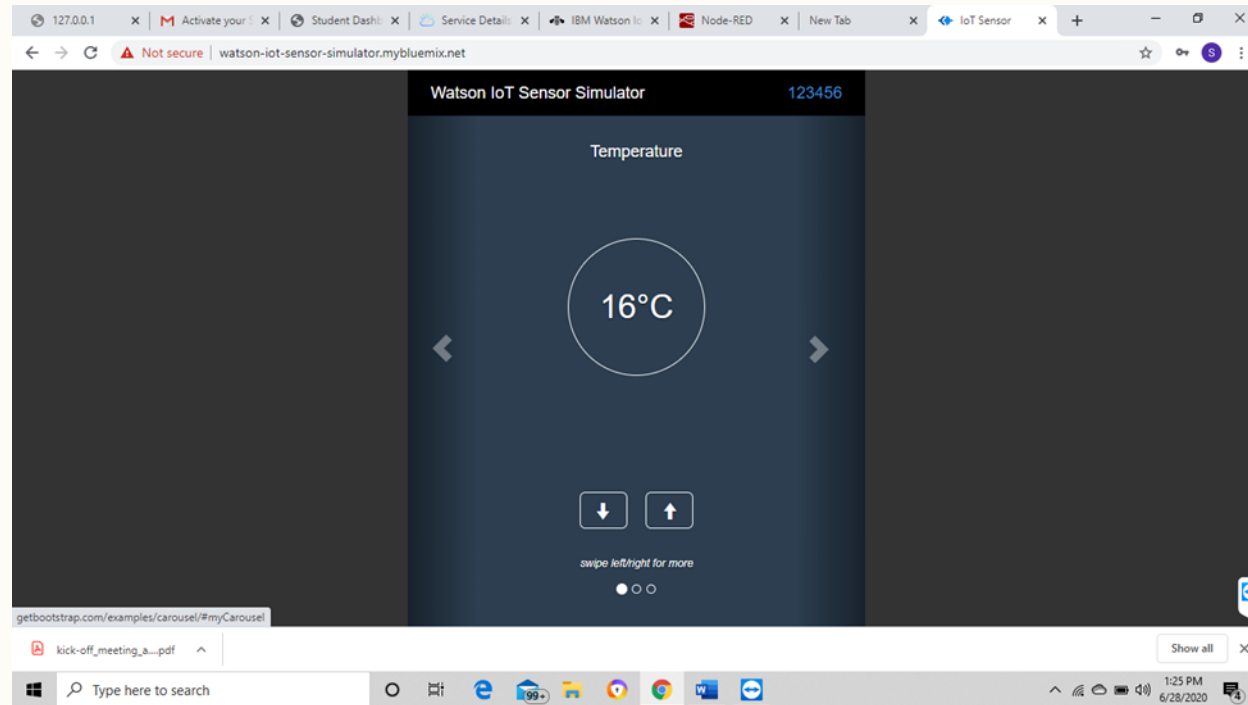 127.0.0.1
Activate your S
Student Dashb
Service Details
IBM Watson Io
Node-RED
New Tab
IoT Sensor
Not secure | watson-iot-sensor-simulator.mybluemix.net
S
Watson IoT Sensor Simulator 123456
Temperature
16°C
swipe left/right for more
getbootstrap.com/examples/carousel/#myCarousel
kick-off_meeting_a....pdf
Show all
Type here to search
99+
1:25 PM
6/28/2020
4